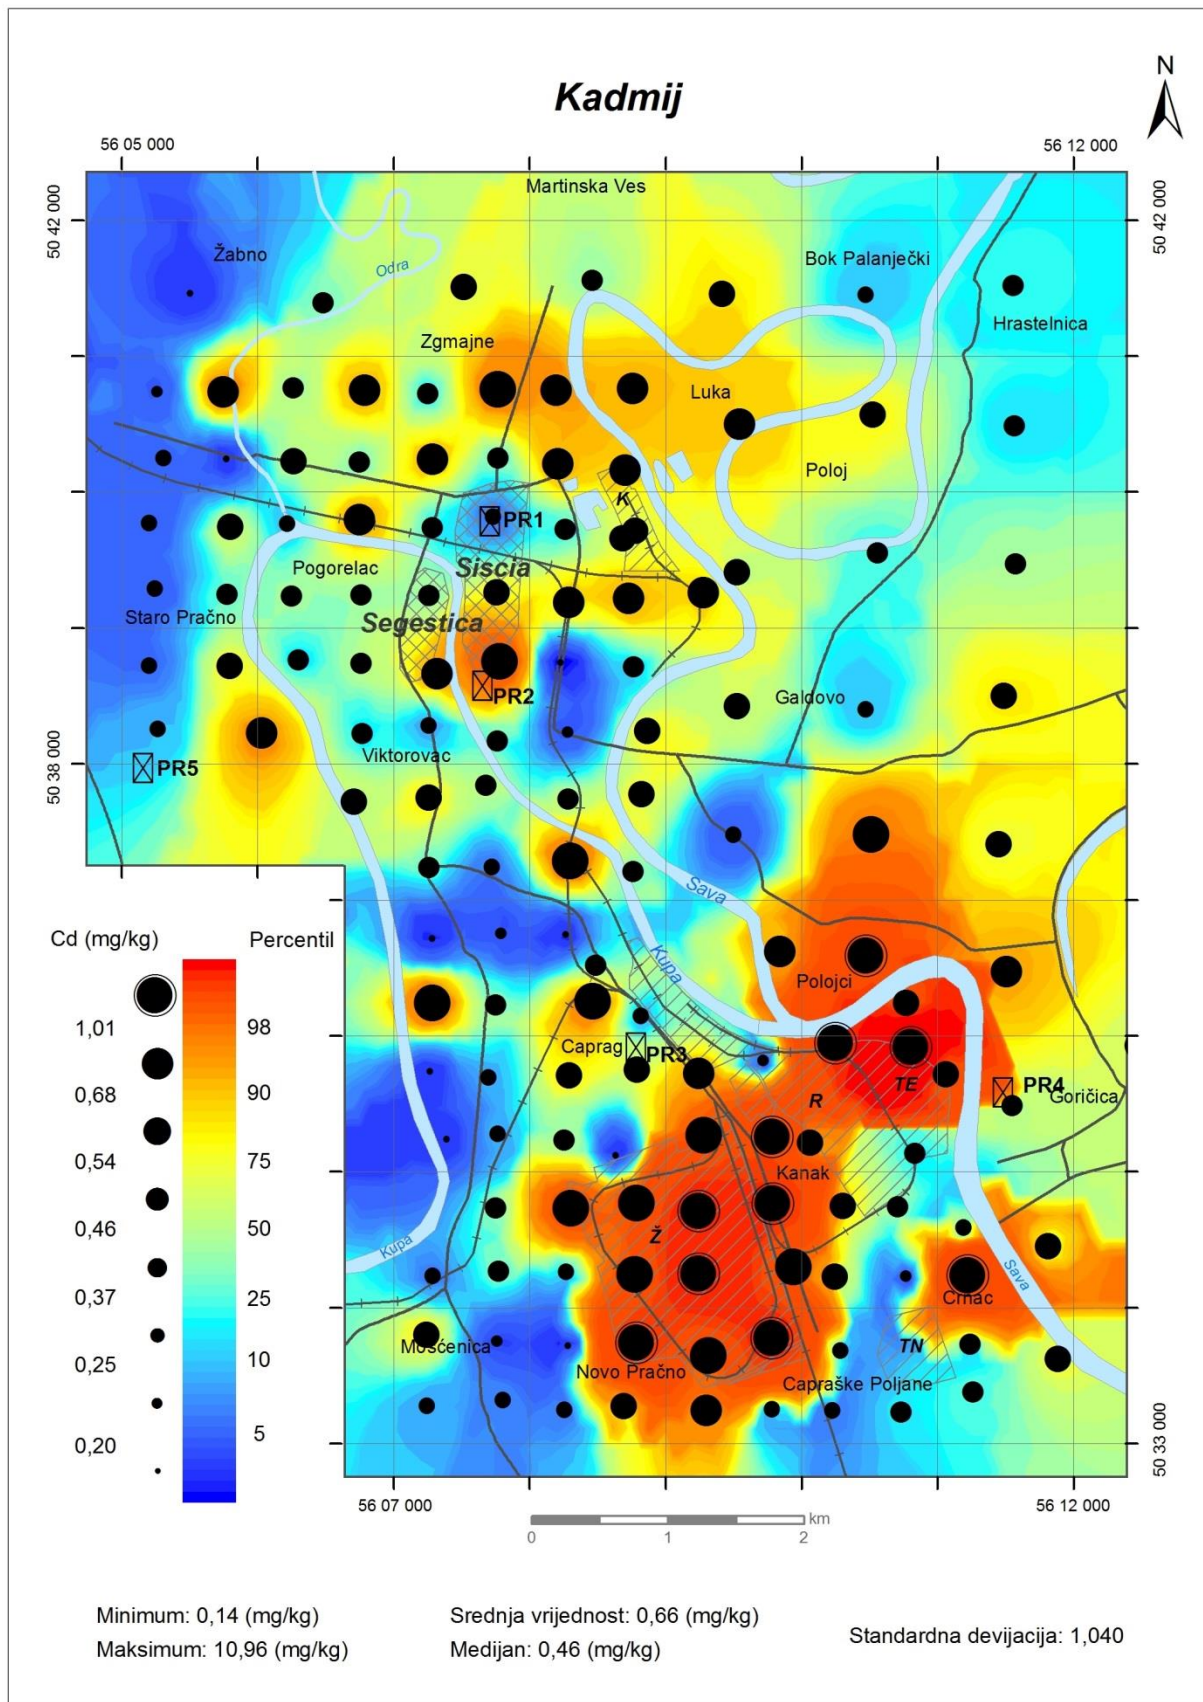 Kadmij
N
56 05 000
56 12 000
50 42 000
50 42 000
Martinska Ves
Žabno
Odra
Bok Palanječki
Hrastelnica
Zgmajne
Luka
Poloj
K
PR1
Siscia
Pogorelac
Segestica
Staro Pračno
PR2
Galdovo
Viktorovac
PR5
50 38 000
Sava
Kupa
Polojci
Caprag
PR3
TE
PR4
Goričica
R
Kanak
Ž
Kupa
Sava
Crnac
Mošćenica
TN
Novo Pračno
Capraške Poljane
50 33 000
Cd (mg/kg)
Percentil
1,01
98
0,68
90
0,54
75
0,46
50
0,37
25
0,25
10
0,20
5
56 07 000
56 12 000
km
0
1
2
Minimum: 0,14 (mg/kg)
Srednja vrijednost: 0,66 (mg/kg)
Standardna devijacija: 1,040
Maksimum: 10,96 (mg/kg)
Medijan: 0,46 (mg/kg)